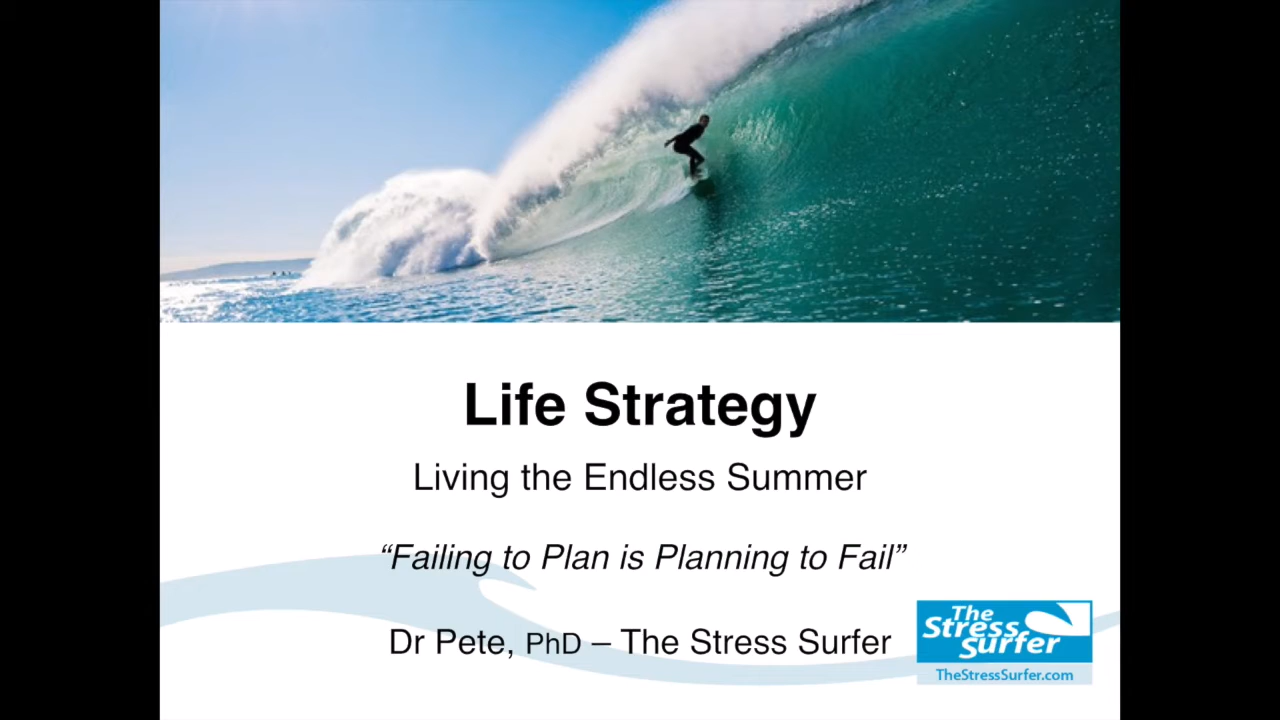 Life Strategy
Living the Endless Summer
“Failing to Plan is Planning to Fail”
Dr Pete, PhD – The Stress Surfer
The
Stress
Surfer
TheStressSurfer.com